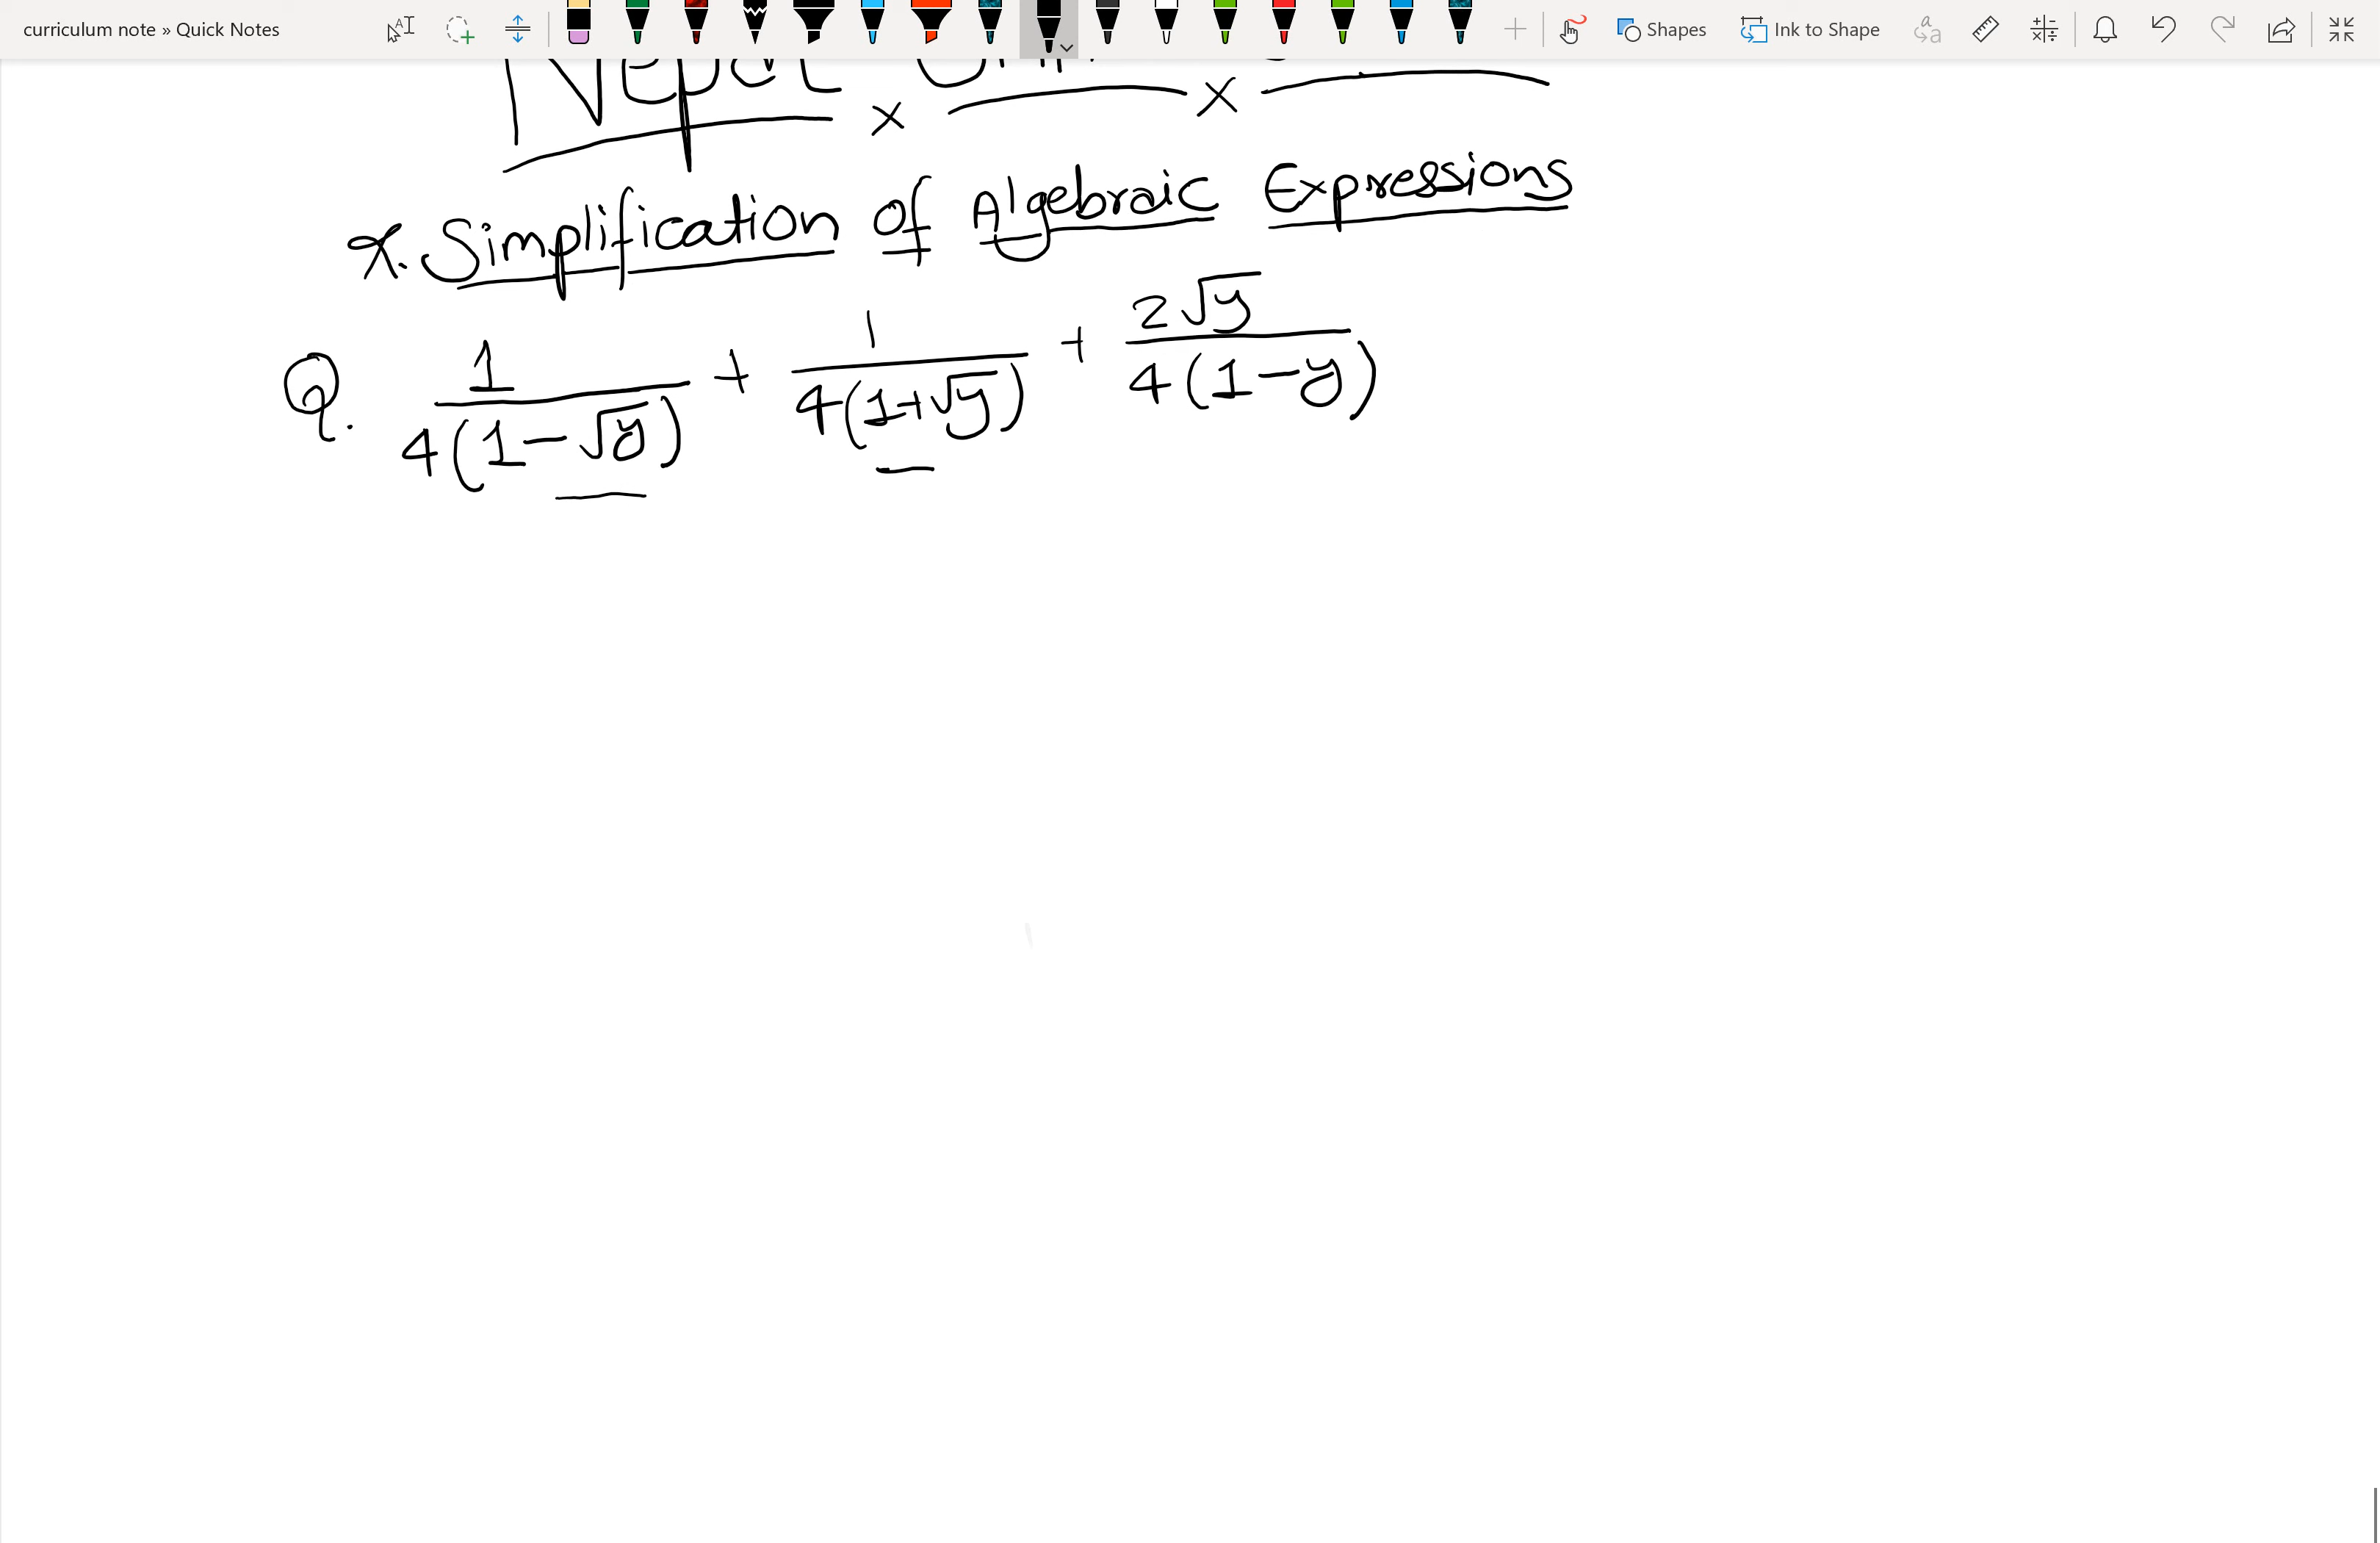 curriculum note » Quick Notes
Shapes
Ink to Shape
Nepal
*. Simplification of Algebraic Expressions
Q. 1/(4(1-√y)) + 1/(4(1+√y)) + 2√y/(4(1-y))